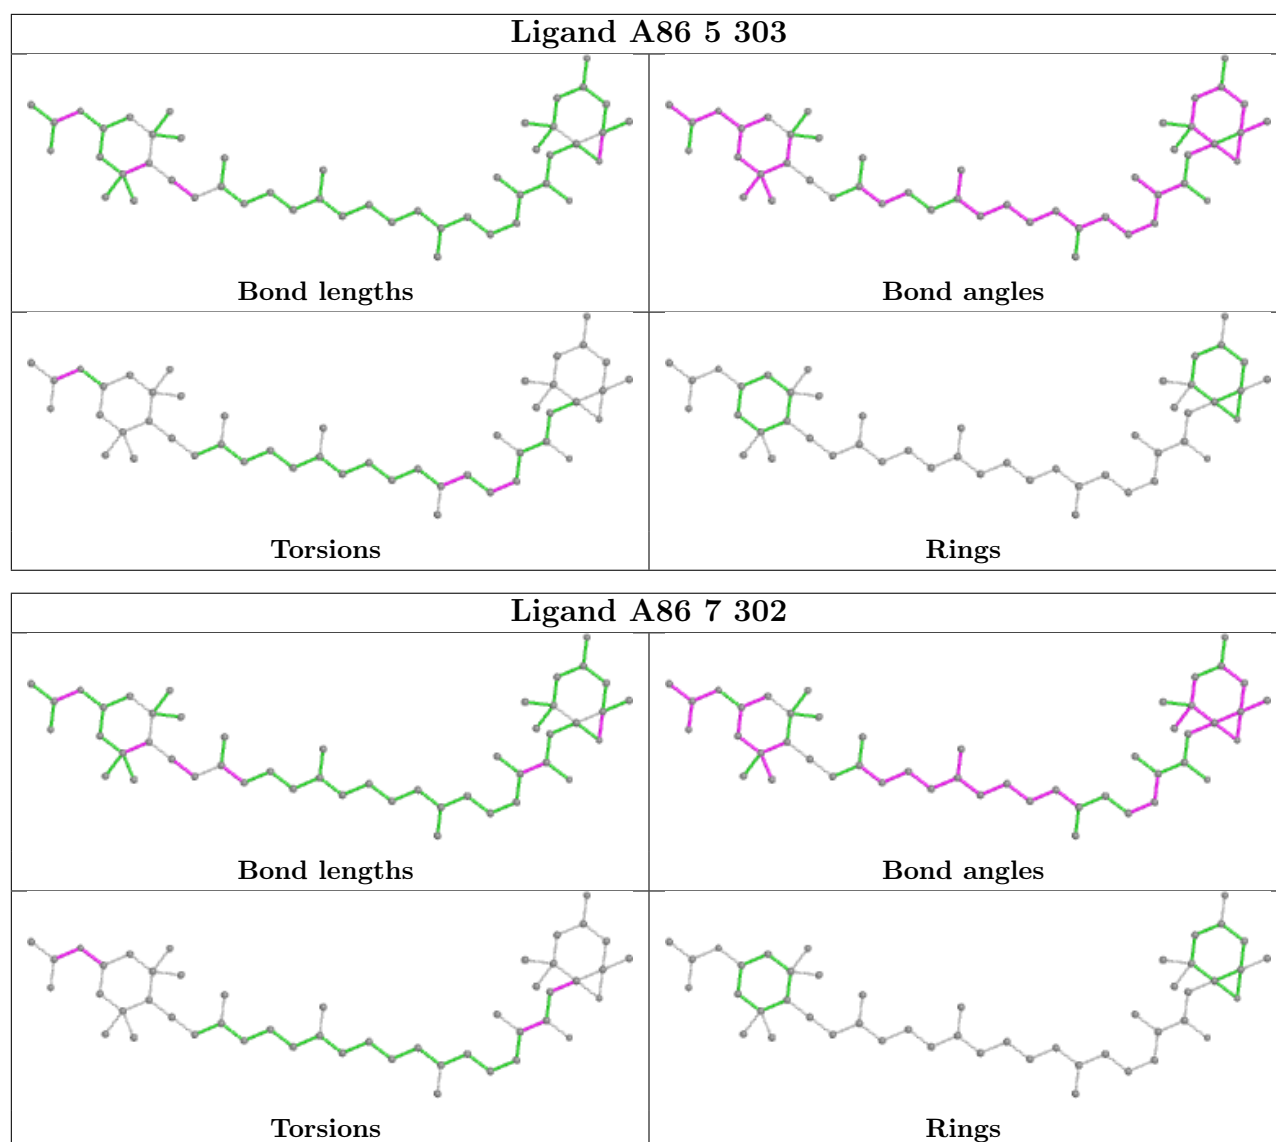 Ligand A86 5 303
Bond lengths
Bond angles
Torsions
Rings
Ligand A86 7 302
Bond lengths
Bond angles
Torsions
Rings